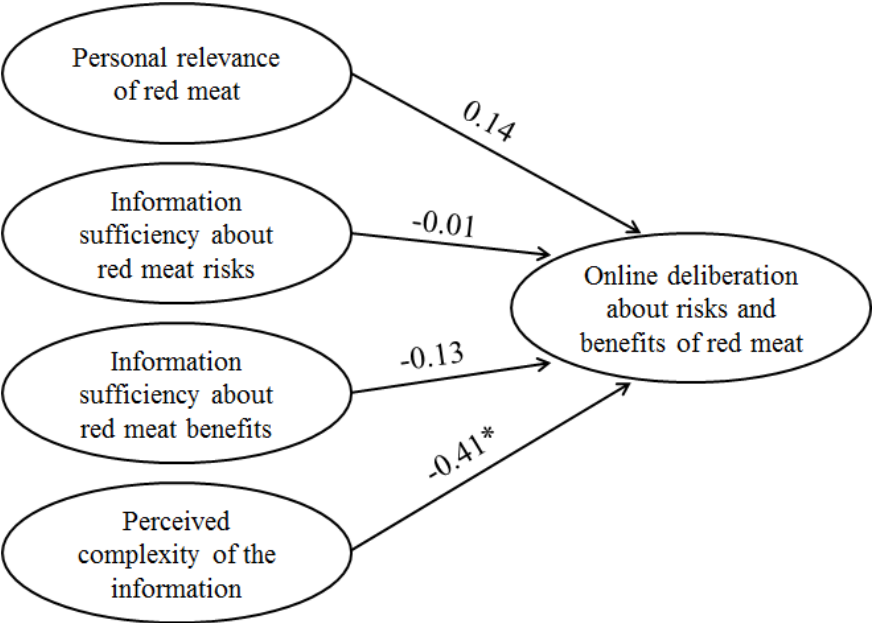 Personal relevance
of red meat
0.14
Information
sufficiency about
red meat risks
-0.01
Online deliberation
about risks and
benefits of red meat
Information
sufficiency about
red meat benefits
-0.13
Perceived
complexity of the
information
-0.41*